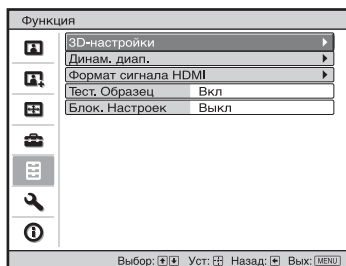 Функция
3D-настройки
Динам. диап.
Формат сигнала HDMI
Тест. Образец Вкл
Блок. Настроек Выкл
Выбор: Уст: Назад: Вых: MENU